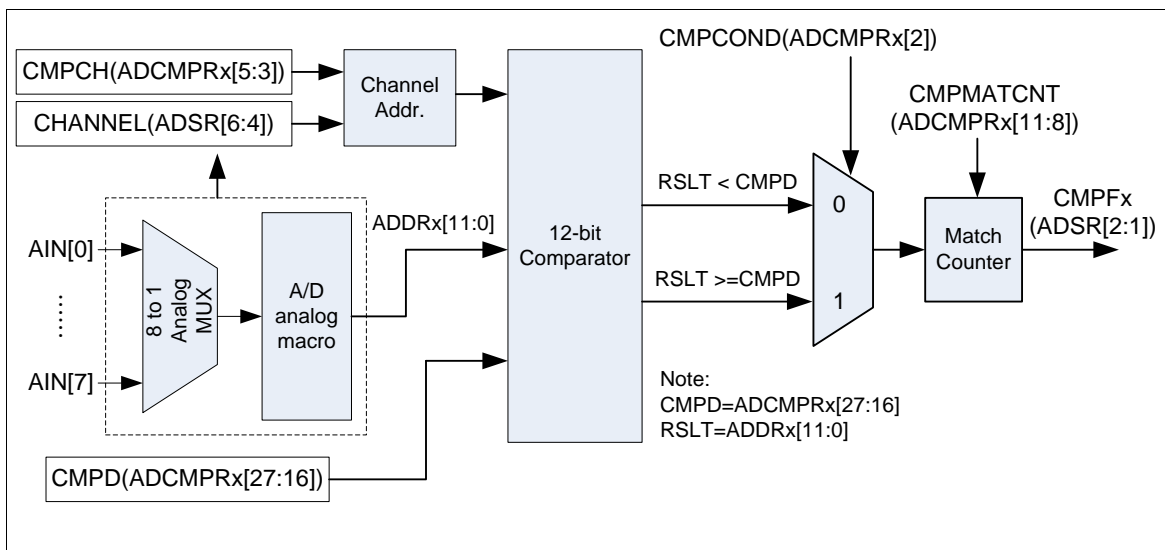 CMPCH(ADCMPRx[5:3])
CHANNEL(ADSR[6:4])
Channel
Addr.
AIN[0]
......
AIN[7]
8 to 1
Analog
MUX
A/D
analog
macro
ADDRx[11:0]
CMPD(ADCMPRx[27:16])
12-bit
Comparator
CMPCOND(ADCMPRx[2])
RSLT < CMPD
RSLT >=CMPD
0
1
CMPMATCNT
(ADCMPRx[11:8])
Match
Counter
CMPFx
(ADSR[2:1])
Note:
CMPD=ADCMPRx[27:16]
RSLT=ADDRx[11:0]